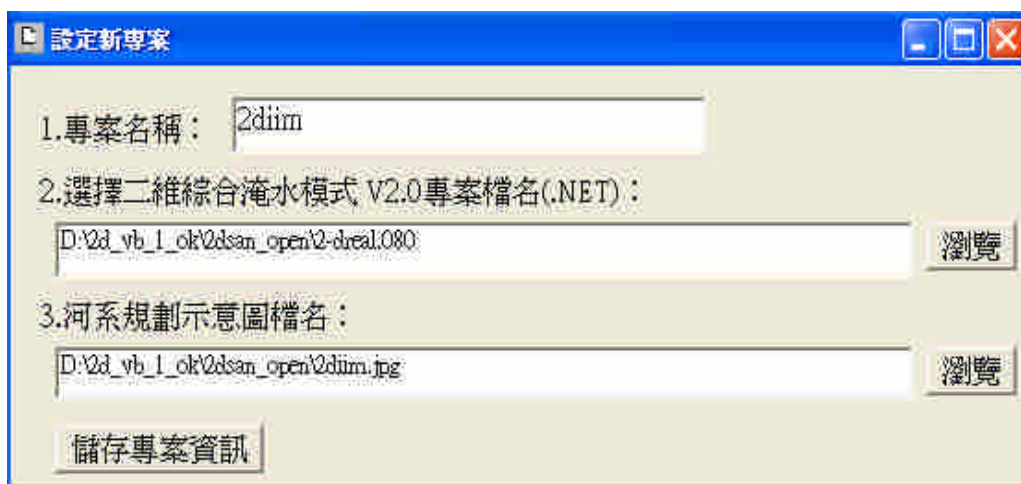 設定新專案
1.專案名稱： 2diim
2.選擇二維綜合淹水模式 V2.0專案檔名(.NET)：
D:\2d_vb_1_ok\2dsan_open\2-dreal.080 瀏覽
3.河系規劃示意圖檔名：
D:\2d_vb_1_ok\2dsan_open\2diim.jpg 瀏覽
儲存專案資訊